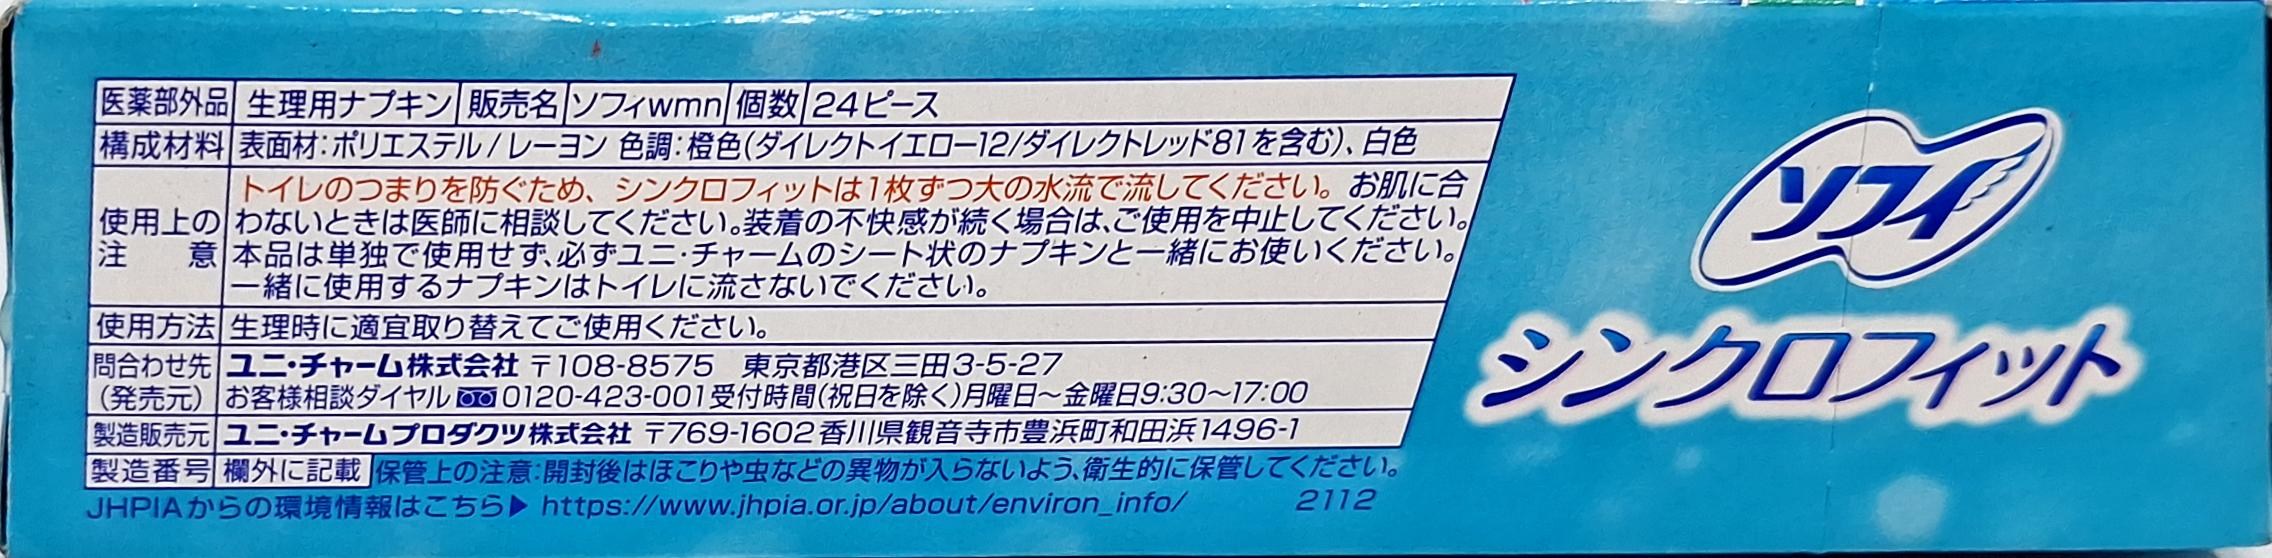 医薬部外品 生理用ナプキン 販売名 ソフィwmn 個数 24ピース
構成材料 表面材:ポリエステル/レーヨン 色調:橙色(ダイレクトイエロー12/ダイレクトレッド81を含む)、白色
使用上の注意 トイレのつまりを防ぐため、シンクロフィットは1枚ずつ大の水流で流してください。お肌に合
わないときは医師に相談してください。装着の不快感が続く場合は、ご使用を中止してください。
本品は単独で使用せず、必ずユニ・チャームのシート状のナプキンと一緒にお使いください。
一緒に使用するナプキンはトイレに流さないでください。
使用方法 生理時に適宜取り替えてご使用ください。
問合わせ先 ユニ・チャーム株式会社 〒108-8575 東京都港区三田3-5-27
(発売元) お客様相談ダイヤル 0120-423-001受付時間(祝日を除く)月曜日〜金曜日9:30〜17:00
製造販売元 ユニ・チャームプロダクツ株式会社 〒769-1602香川県観音寺市豊浜町和田浜1496-1
製造番号 欄外に記載 保管上の注意:開封後はほこりや虫などの異物が入らないよう、衛生的に保管してください。
JHPIAからの環境情報はこちら▶ https://www.jhpia.or.jp/about/environ_info/ 2112
ソフィ
シンクロフィット